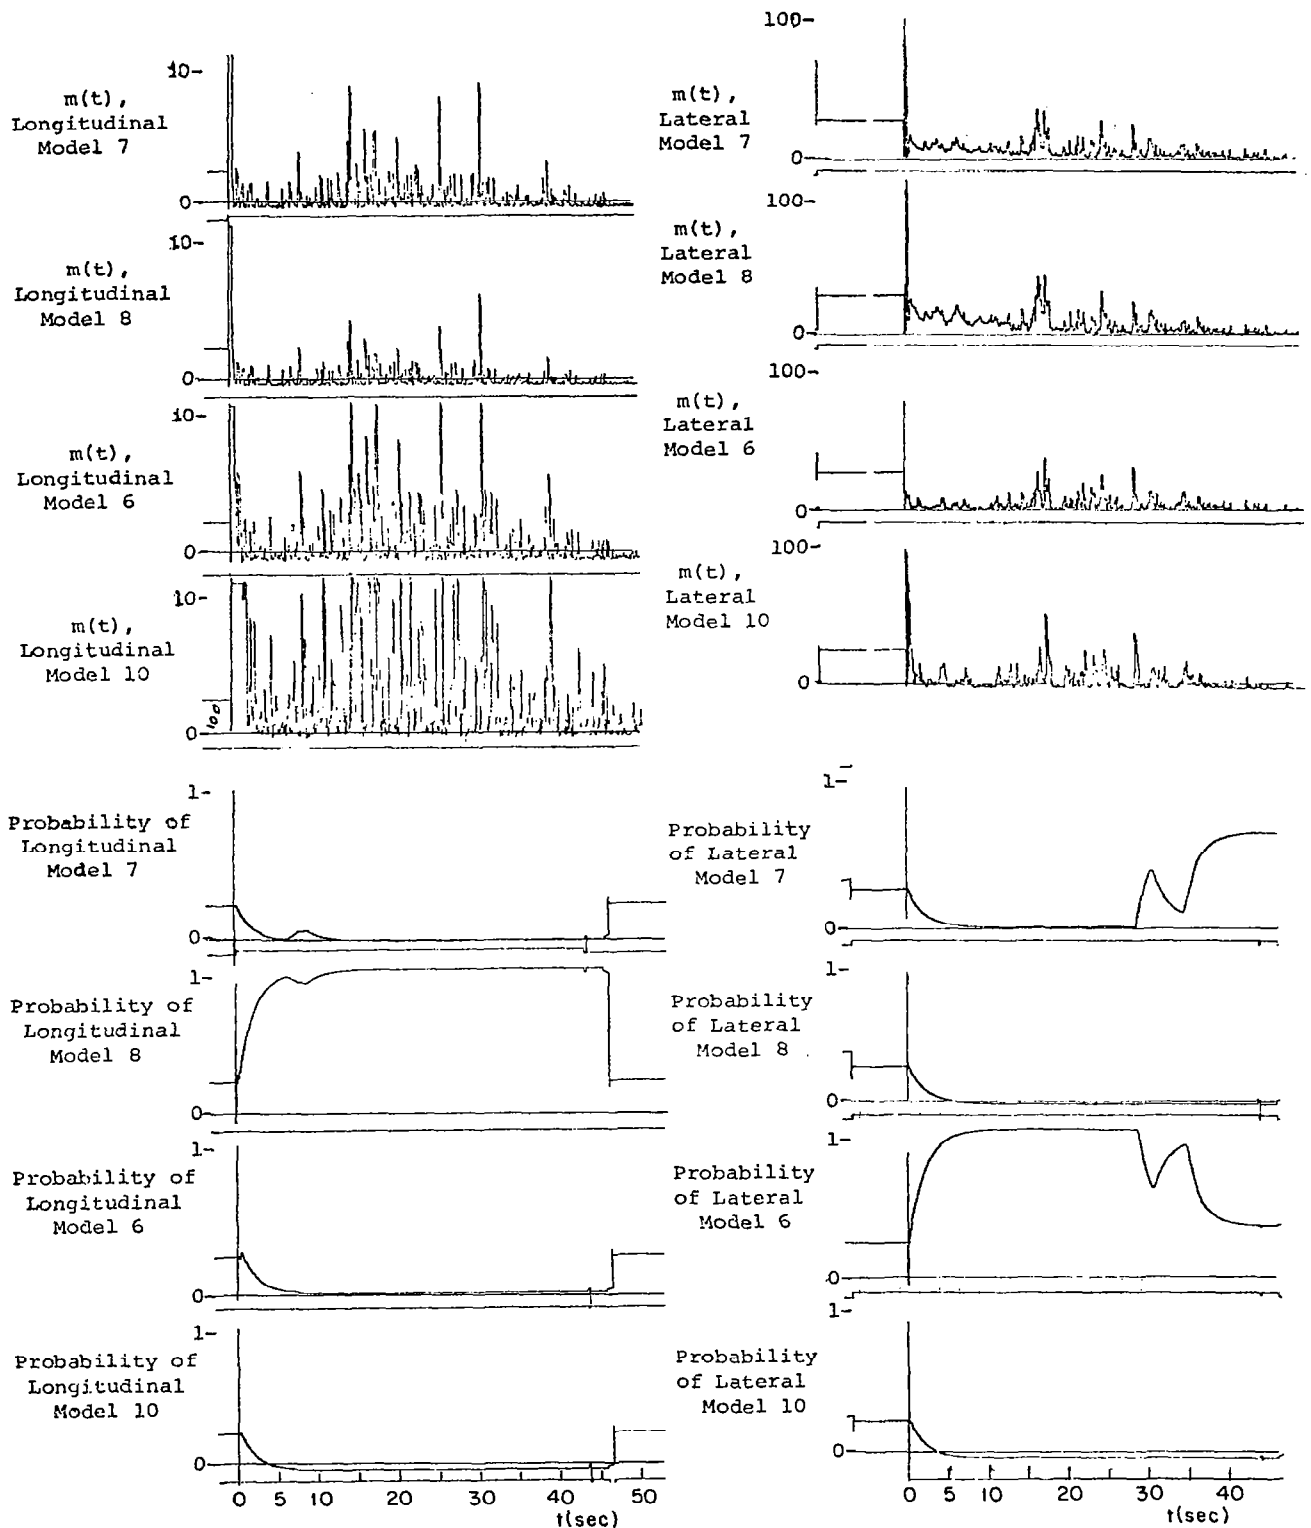 10-
m(t),
Longitudinal
Model 7
0-
10-
m(t),
Longitudinal
Model 8
0-
10-
m(t),
Longitudinal
Model 6
0-
10-
m(t),
Longitudinal
Model 10
0-
100
100-
m(t),
Lateral
Model 7
0-
100-
m(t),
Lateral
Model 8
0-
100-
m(t),
Lateral
Model 6
0-
100-
m(t),
Lateral
Model 10
0-
1-
Probability of
Longitudinal
Model 7
0-
1-
Probability of
Longitudinal
Model 8
0-
1-
Probability of
Longitudinal
Model 6
0-
1-
Probability of
Longitudinal
Model 10
0-
0 5 10 20 30 40 50
t(sec)
1-
Probability
of Lateral
Model 7
0-
1-
Probability
of Lateral
Model 8
0-
1-
Probability
of Lateral
Model 6
0-
1-
Probability
of Lateral
Model 10
0-
0 5 10 20 30 40
t(sec)